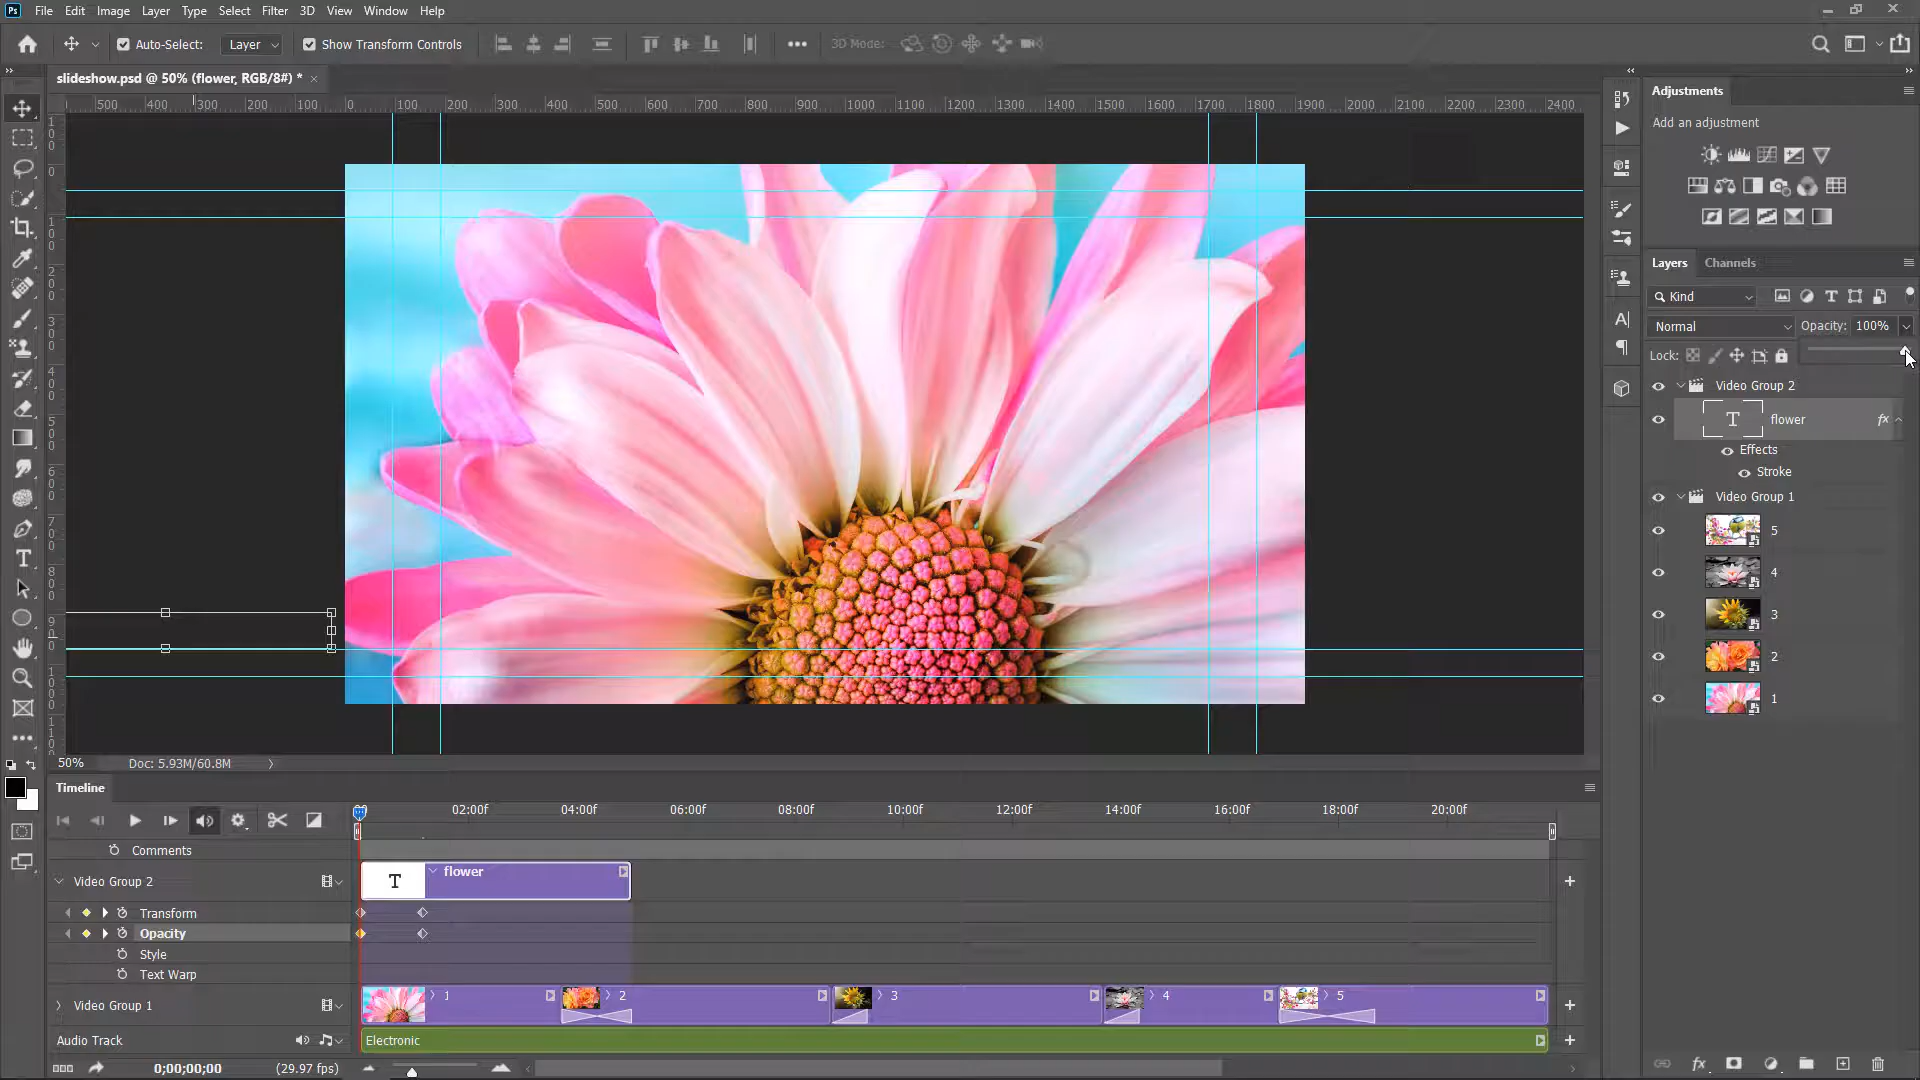 Ps File Edit Image Layer Type Select Filter 3D View Window Help
Auto-Select: Layer Show Transform Controls 3D Mode:
slideshow.psd @ 50% (flower, RGB/8#) *
500 400 300 200 100 0 100 200 300 400 500 600 700 800 900 1000 1100 1200 1300 1400 1500 1600 1700 1800 1900 2000 2100 2200 2300 2400
Adjustments
Add an adjustment
Layers Channels
Kind
Normal Opacity: 100%
Lock:
Video Group 2
T flower fx
Effects
Stroke
Video Group 1
5
4
3
2
1
50% Doc: 5.93M/60.8M
Timeline
00 02:00f 04:00f 06:00f 08:00f 10:00f 12:00f 14:00f 16:00f 18:00f 20:00f
Comments
Video Group 2 T flower
Transform
Opacity
Style
Text Warp
Video Group 1 1 2 3 4 5
Audio Track Electronic
0;00;00;00 (29.97 fps)